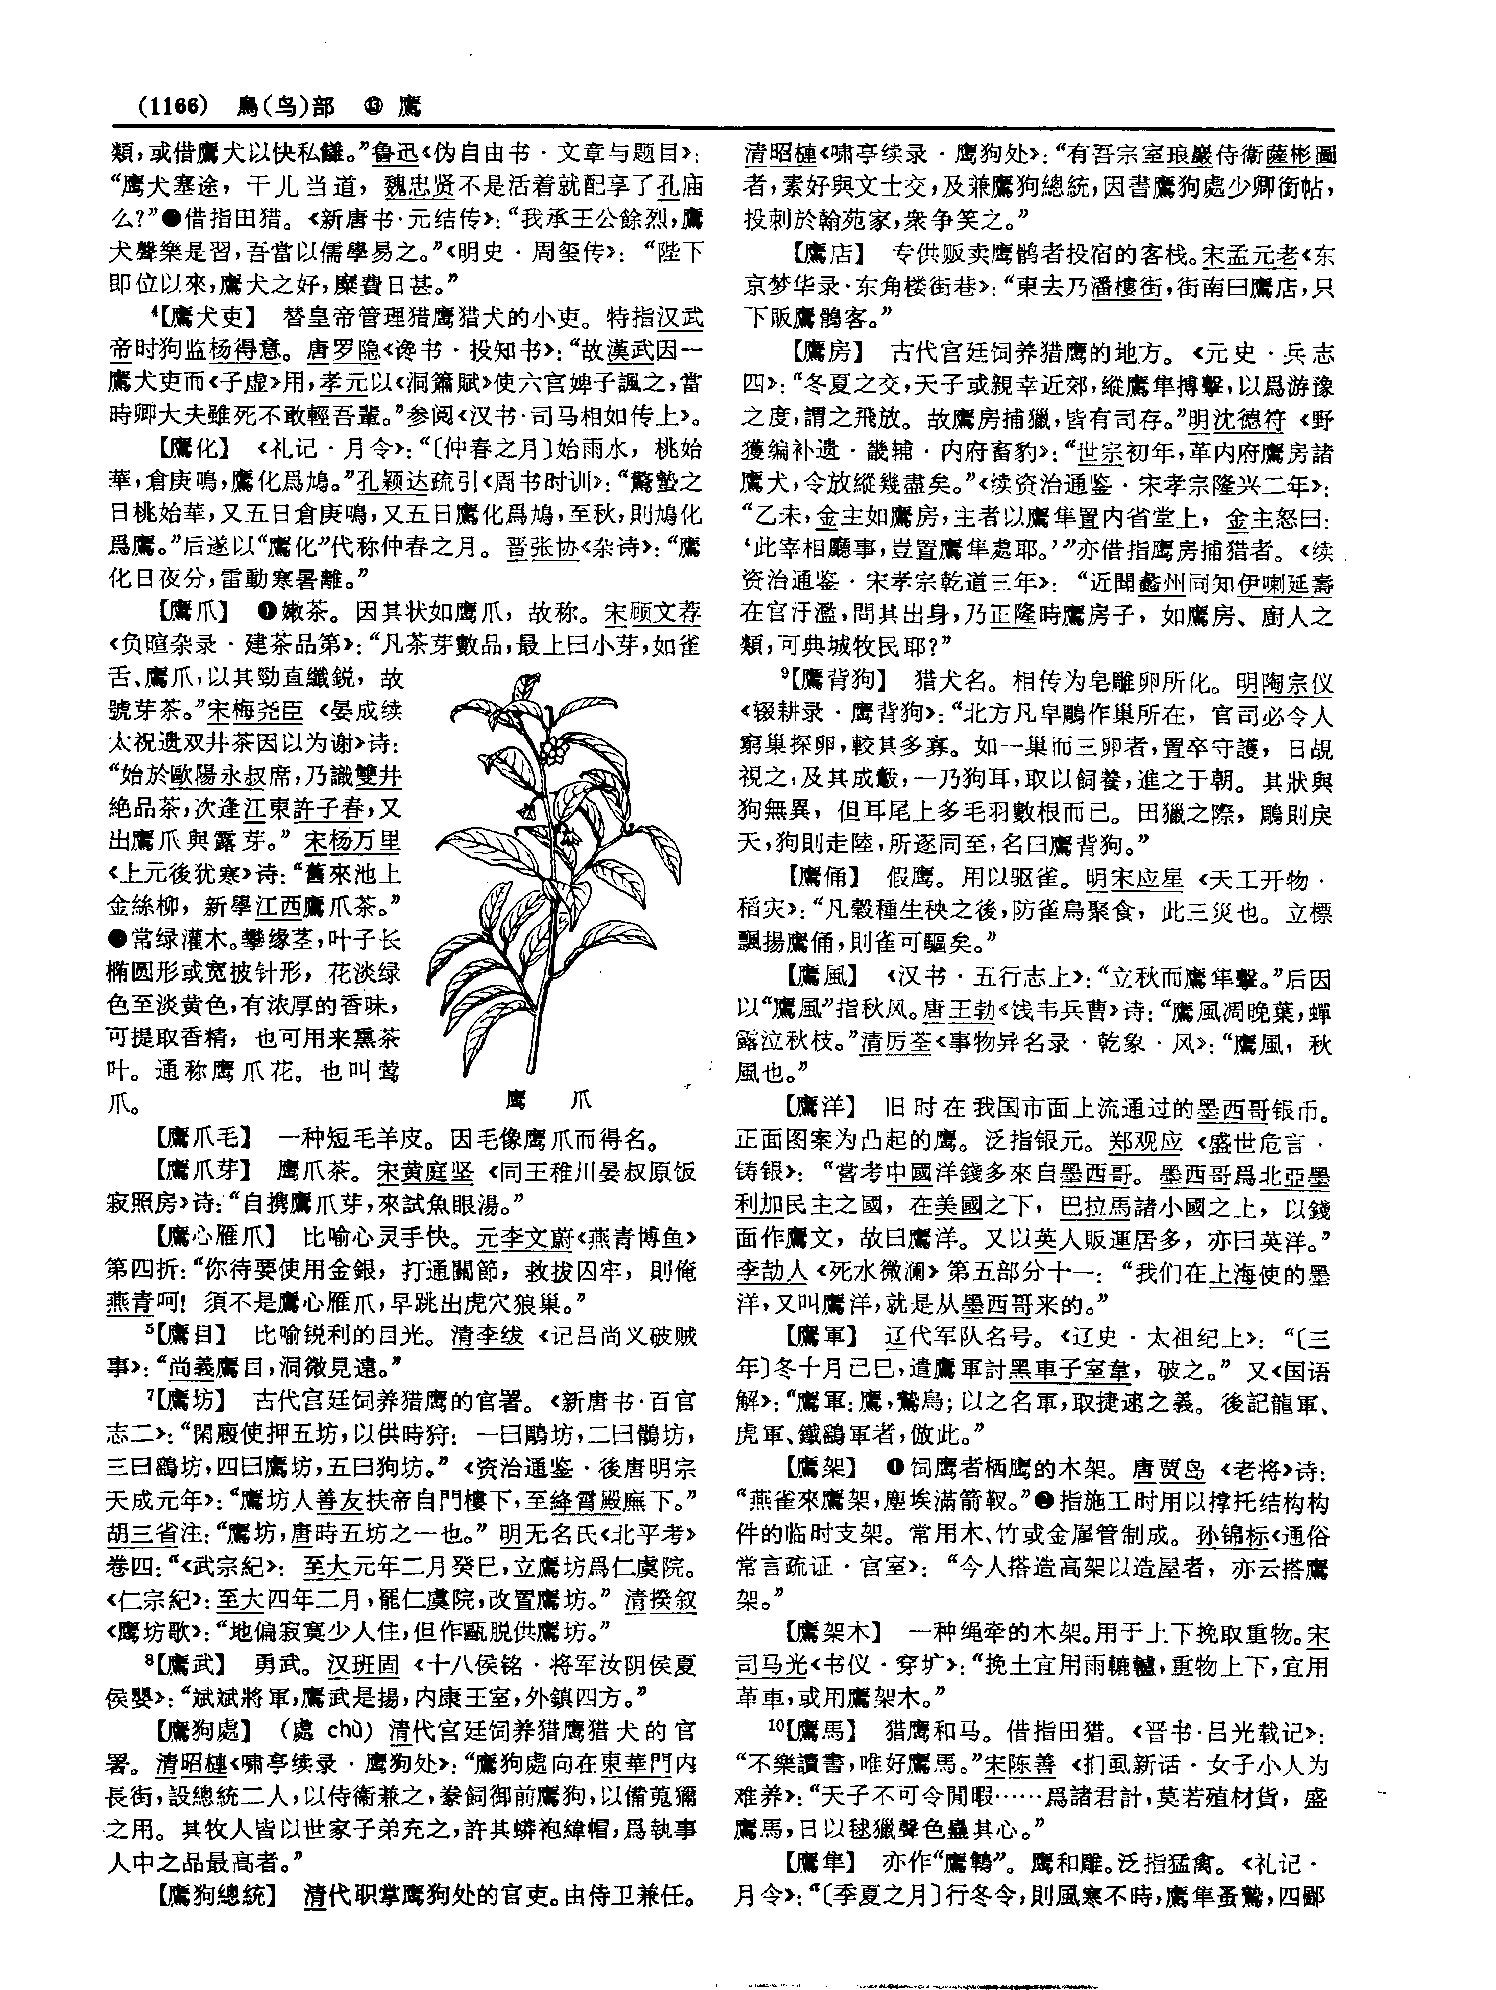 (1166) 鳥(鸟)部 ⑬ 鷹
類，或借鷹犬以快私讎。”鲁迅《伪自由书·文章与题目》：
“鹰犬塞途，干儿当道，魏忠贤不是活着就配享了孔庙
么？”❸借指田猎。《新唐书·元结传》：“我承王公餘烈，鷹
犬聲樂是習，吾當以儒學易之。”《明史·周玺传》：“陛下
即位以來，鷹犬之好，糜費日甚。”
⁴【鷹犬吏】 替皇帝管理猎鹰猎犬的小吏。特指汉武
帝时狗监杨得意。唐罗隐《谗书·投知书》：“故漢武因一
鷹犬吏而《子虛》用，孝元以《洞簫賦》使六宫婢子諷之，當
時卿大夫雖死不敢輕吾輩。”参阅《汉书·司马相如传上》。
【鷹化】 《礼记·月令》：“〔仲春之月〕始雨水，桃始
華，倉庚鳴，鷹化爲鳩。”孔颖达疏引《周书时训》：“驚蟄之
日桃始華，又五日倉庚鳴，又五日鷹化爲鳩，至秋，則鳩化
爲鷹。”后遂以“鷹化”代称仲春之月。晋张协《杂诗》：“鷹
化日夜分，雷動寒暑離。”
【鷹爪】 ❶嫩茶。因其状如鹰爪，故称。宋顾文荐
《负暄杂录·建茶品第》：“凡茶芽數品，最上曰小芽，如雀
舌、鷹爪，以其勁直纖鋭，故
號芽茶。”宋梅尧臣《晏成续
太祝遗双井茶因以为谢》诗：
“始於歐陽永叔席，乃識雙井
絶品茶，次逢江東許子春，又
出鷹爪與露芽。”宋杨万里
《上元後犹寒》诗：“舊來池上
金絲柳，新學江西鷹爪茶。”
❷常绿灌木。攀缘茎，叶子长
椭圆形或宽披针形，花淡绿
色至淡黄色，有浓厚的香味，
可提取香精，也可用来熏茶
叶。通称鹰爪花。也叫莺
爪。
鹰 爪
【鷹爪毛】 一种短毛羊皮。因毛像鹰爪而得名。
【鷹爪芽】 鹰爪茶。宋黄庭坚《同王稚川晏叔原饭
寂照房》诗：“自携鷹爪芽，來試魚眼湯。”
【鷹心雁爪】 比喻心灵手快。元李文蔚《燕青博鱼》
第四折：“你待要使用金銀，打通關節，救拔囚牢，則俺
燕青呵！須不是鷹心雁爪，早跳出虎穴狼巢。”
⁵【鷹目】 比喻锐利的目光。清李绂《记吕尚义破贼
事》：“尚義鷹目，洞微見遠。”
⁷【鷹坊】 古代宫廷饲养猎鹰的官署。《新唐书·百官
志二》：“閑廄使押五坊，以供時狩：一曰鵰坊，二曰鶻坊，
三曰鷂坊，四曰鷹坊，五曰狗坊。”《资治通鉴·後唐明宗
天成元年》：“鷹坊人善友扶帝自門樓下，至絳霄殿廡下。”
胡三省注：“鷹坊，唐時五坊之一也。”明无名氏《北平考》
卷四：“《武宗紀》：至大元年二月癸巳，立鷹坊爲仁虞院。
《仁宗紀》：至大四年二月，罷仁虞院，改置鷹坊。”清揆叙
《鹰坊歌》：“地偏寂寞少人住，但作甌脱供鷹坊。”
⁸【鷹武】 勇武。汉班固《十八侯铭·将军汝阴侯夏
侯嬰》：“斌斌將軍，鷹武是揚，内康王室，外鎮四方。”
【鷹狗處】 （處 chù）清代宫廷饲养猎鹰猎犬的官
署。清昭槤《啸亭续录·鹰狗处》：“鷹狗處向在東華門内
長街，設總統二人，以侍衛兼之，豢飼御前鷹狗，以備蒐獮
之用。其牧人皆以世家子弟充之，許其蟒袍緯帽，爲執事
人中之品最高者。”
【鷹狗總統】 清代职掌鹰狗处的官吏。由侍卫兼任。
清昭槤《啸亭续录·鹰狗处》：“有吾宗室琅巖侍衛薩彬圖
者，素好與文士交，及兼鷹狗總統，因書鷹狗處少卿銜帖，
投刺於翰苑家，衆争笑之。”
【鷹店】 专供贩卖鹰鹘者投宿的客栈。宋孟元老《东
京梦华录·东角楼街巷》：“東去乃潘樓街，街南曰鷹店，只
下販鷹鶻客。”
【鷹房】 古代宫廷饲养猎鹰的地方。《元史·兵志
四》：“冬夏之交，天子或親幸近郊，縱鷹隼搏擊，以爲游豫
之度，謂之飛放。故鷹房捕獵，皆有司存。”明沈德符《野
獲编补遗·畿辅·内府畜豹》：“世宗初年，革内府鷹房諸
鷹犬，令放縱幾盡矣。”《续资治通鉴·宋孝宗隆兴二年》：
“乙未，金主如鷹房，主者以鷹隼置内省堂上，金主怒曰：
‘此宰相廳事，豈置鷹隼處耶。’”亦借指鹰房捕猎者。《续
资治通鉴·宋孝宗乾道三年》：“近聞蠡州同知伊喇延壽
在官汙濫，問其出身，乃正隆時鷹房子，如鷹房、廚人之
類，可典城牧民耶？”
⁹【鷹背狗】 猎犬名。相传为皂雕卵所化。明陶宗仪
《辍耕录·鹰背狗》：“北方凡皁鵰作巢所在，官司必令人
窮巢探卵，較其多寡。如一巢而三卵者，置卒守護，日覘
視之，及其成鷇，一乃狗耳，取以飼養，進之于朝。其狀與
狗無異，但耳尾上多毛羽數根而已。田獵之際，鵰則戾
天，狗則走陸，所逐同至，名曰鷹背狗。”
【鷹俑】 假鹰。用以驱雀。明宋应星《天工开物·
稻灾》：“凡穀種生秧之後，防雀鳥聚食，此三災也。立標
飄揚鷹俑，則雀可驅矣。”
【鷹風】 《汉书·五行志上》：“立秋而鷹隼擊。”后因
以“鷹風”指秋风。唐王勃《饯韦兵曹》诗：“鷹風凋晚葉，蟬
露泣秋枝。”清厉荃《事物异名录·乾象·风》：“鷹風，秋
風也。”
【鷹洋】 旧时在我国市面上流通过的墨西哥银币。
正面图案为凸起的鹰。泛指银元。郑观应《盛世危言·
铸银》：“嘗考中國洋錢多來自墨西哥。墨西哥爲北亞墨
利加民主之國，在美國之下，巴拉馬諸小國之上，以錢
面作鷹文，故曰鷹洋。又以英人販運居多，亦曰英洋。”
李劼人《死水微澜》第五部分十一：“我们在上海使的墨
洋，又叫鷹洋，就是从墨西哥来的。”
【鷹軍】 辽代军队名号。《辽史·太祖纪上》：“〔三
年〕冬十月己巳，遣鷹軍討黑車子室韋，破之。”又《国语
解》：“鷹軍：鷹，鷙鳥；以之名軍，取捷速之義。後記龍軍、
虎軍、鐵鷂軍者，倣此。”
【鷹架】 ❶饲鹰者栖鹰的木架。唐贾岛《老将》诗：
“燕雀來鷹架，塵埃滿箭靫。”❷指施工时用以撑托结构构
件的临时支架。常用木、竹或金属管制成。孙锦标《通俗
常言疏证·宫室》：“今人搭造高架以造屋者，亦云搭鷹
架。”
【鷹架木】 一种绳牵的木架。用于上下挽取重物。宋
司马光《书仪·穿圹》：“挽土宜用雨轆轤，重物上下，宜用
革車，或用鷹架木。”
¹⁰【鷹馬】 猎鹰和马。借指田猎。《晋书·吕光载记》：
“不樂讀書，唯好鷹馬。”宋陈善《扪虱新话·女子小人为
难养》：“天子不可令閒暇……爲諸君計，莫若殖材貨，盛
鷹馬，日以毬獵聲色蠱其心。”
【鷹隼】 亦作“鷹鵻”。鹰和雕。泛指猛禽。《礼记·
月令》：“〔季夏之月〕行冬令，則風寒不時，鷹隼蚤鷙，四鄙